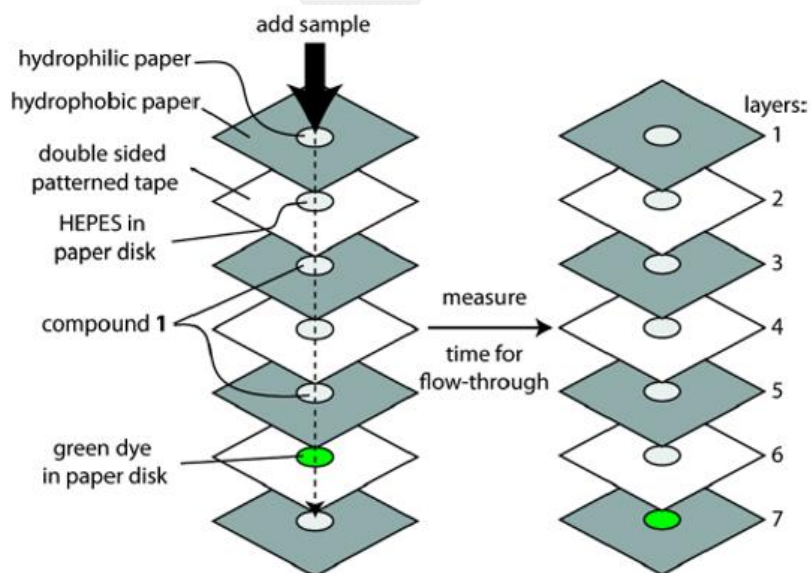 add sample
hydrophilic paper
hydrophobic paper
double sided
patterned tape
HEPES in
paper disk
compound 1
green dye
in paper disk
measure
time for
flow-through
layers:
1
2
3
4
5
6
7